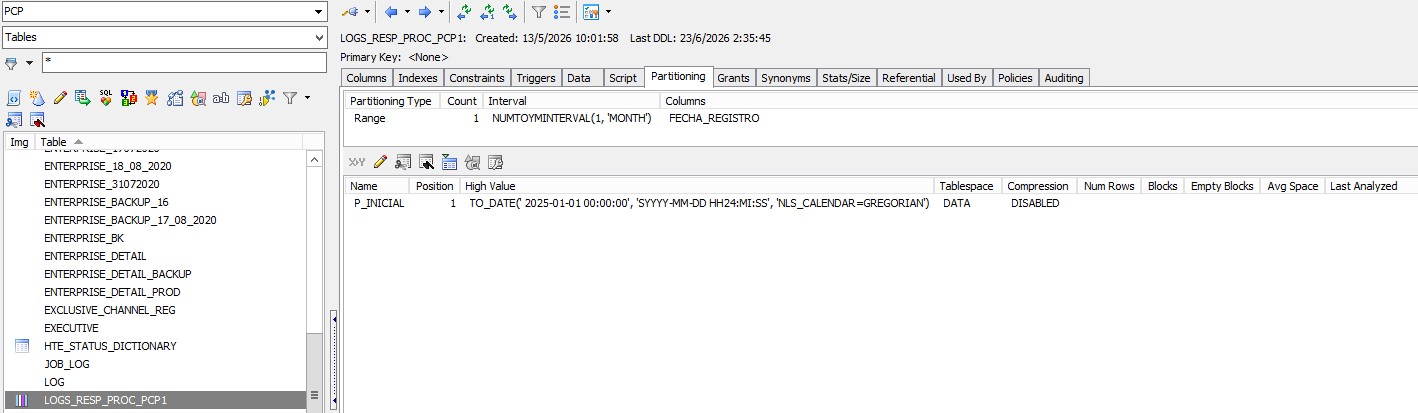 PCP
Tables
*
Img Table
ENTERPRISE_17072020
ENTERPRISE_18_08_2020
ENTERPRISE_31072020
ENTERPRISE_BACKUP_16
ENTERPRISE_BACKUP_17_08_2020
ENTERPRISE_BK
ENTERPRISE_DETAIL
ENTERPRISE_DETAIL_BACKUP
ENTERPRISE_DETAIL_PROD
EXCLUSIVE_CHANNEL_REG
EXECUTIVE
HTE_STATUS_DICTIONARY
JOB_LOG
LOG
LOGS_RESP_PROC_PCP1
LOGS_RESP_PROC_PCP1: Created: 13/5/2026 10:01:58 Last DDL: 23/6/2026 2:35:45
Primary Key: <None>
Columns Indexes Constraints Triggers Data Script Partitioning Grants Synonyms Stats/Size Referential Used By Policies Auditing
Partitioning Type Count Interval Columns
Range 1 NUMTOYMINTERVAL(1, 'MONTH') FECHA_REGISTRO
X=Y
Name Position High Value Tablespace Compression Num Rows Blocks Empty Blocks Avg Space Last Analyzed
P_INICIAL 1 TO_DATE(' 2025-01-01 00:00:00', 'SYYYY-MM-DD HH24:MI:SS', 'NLS_CALENDAR=GREGORIAN') DATA DISABLED